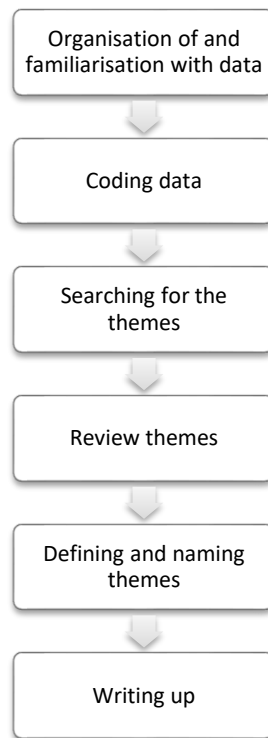 Organisation of and
familiarisation with data
Coding data
Searching for the
themes
Review themes
Defining and naming
themes
Writing up